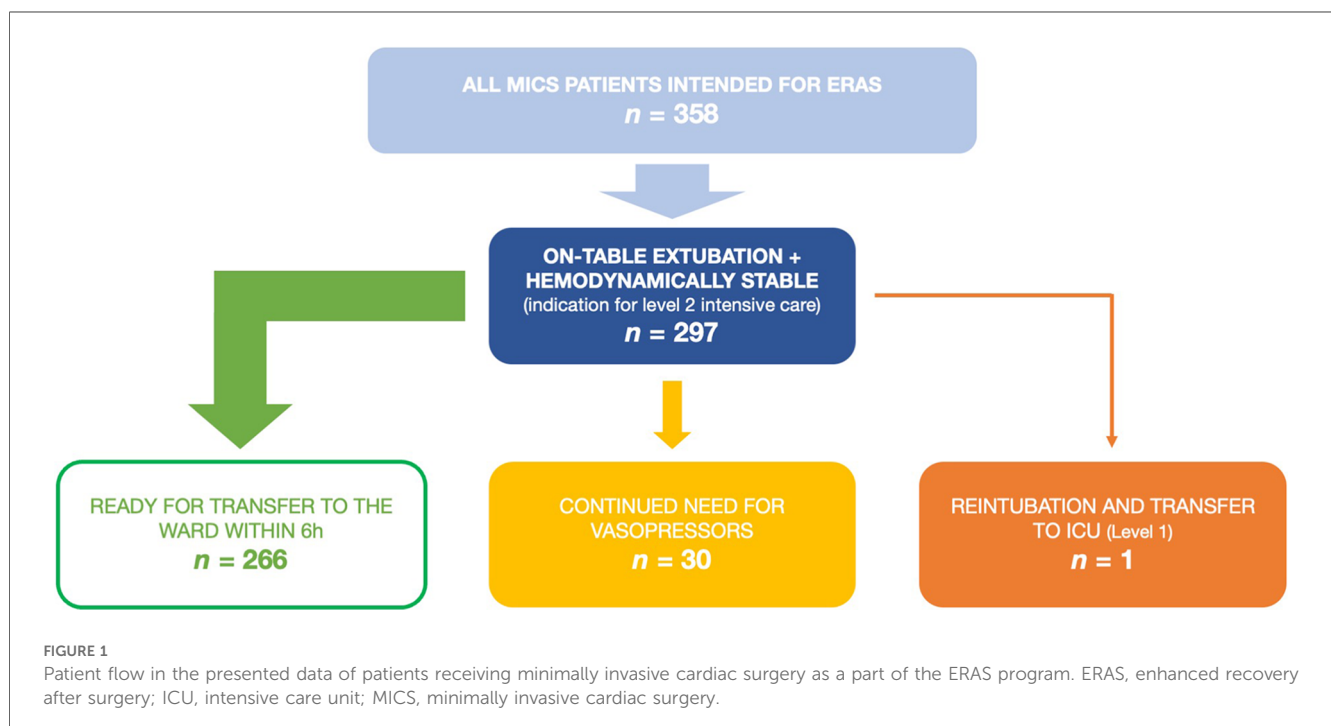 ALL MICS PATIENTS INTENDED FOR ERAS
n = 358
ON-TABLE EXTUBATION +
HEMODYNAMICALLY STABLE
(indication for level 2 intensive care)
n = 297
READY FOR TRANSFER TO THE
WARD WITHIN 6h
n = 266
CONTINUED NEED FOR
VASOPRESSORS
n = 30
REINTUBATION AND TRANSFER
TO ICU (Level 1)
n = 1
FIGURE 1
Patient flow in the presented data of patients receiving minimally invasive cardiac surgery as a part of the ERAS program. ERAS, enhanced recovery
after surgery; ICU, intensive care unit; MICS, minimally invasive cardiac surgery.